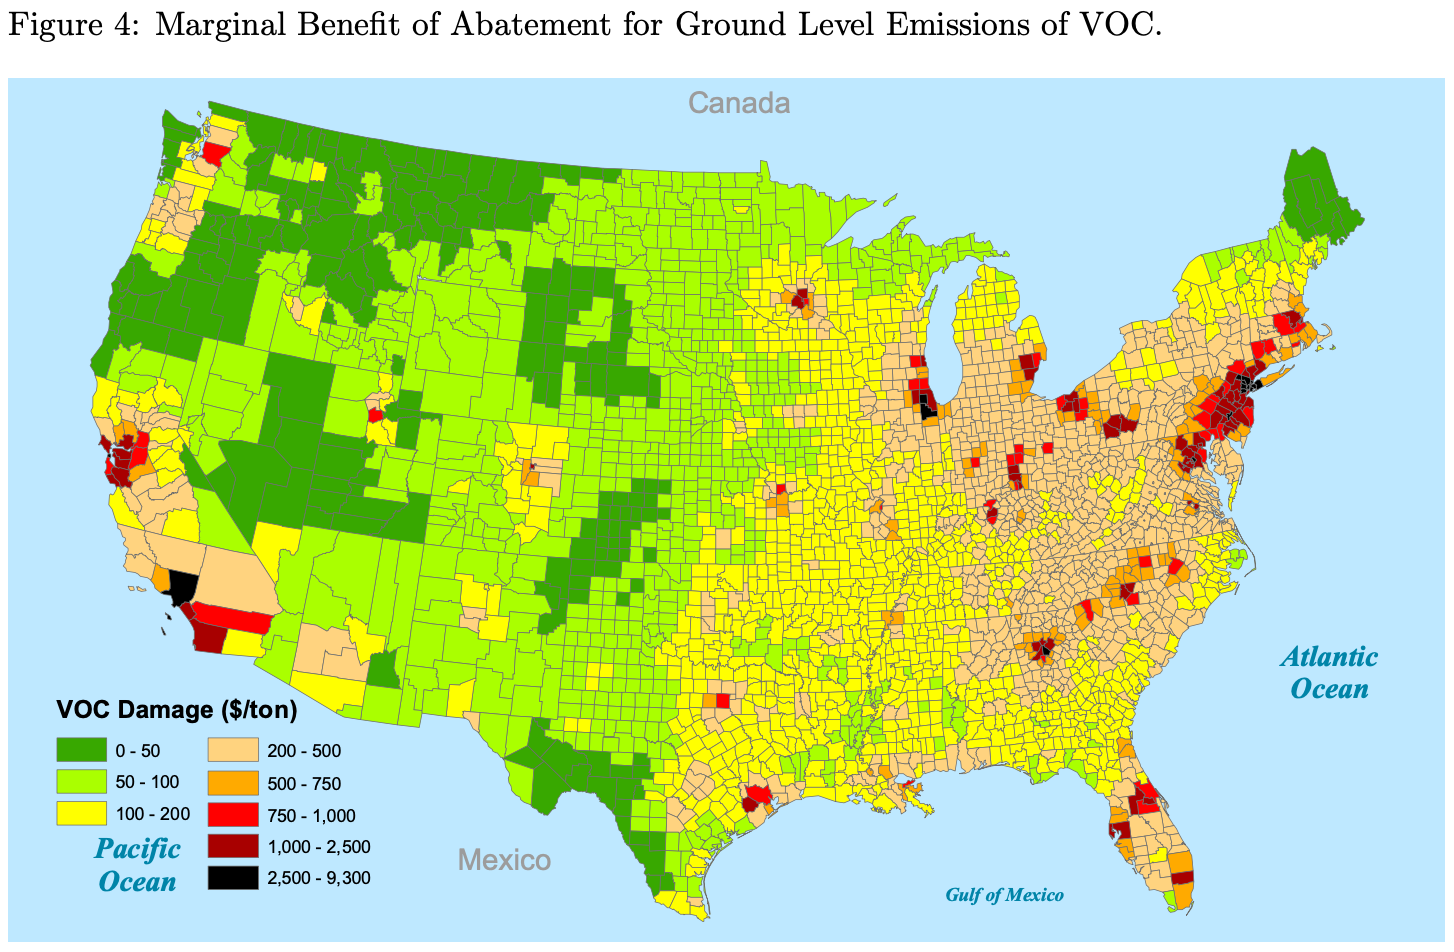 Figure 4: Marginal Benefit of Abatement for Ground Level Emissions of VOC.
Canada
Atlantic
Ocean
VOC Damage ($/ton)
0 - 50
50 - 100
100 - 200
200 - 500
500 - 750
750 - 1,000
1,000 - 2,500
2,500 - 9,300
Pacific
Ocean
Mexico
Gulf of Mexico